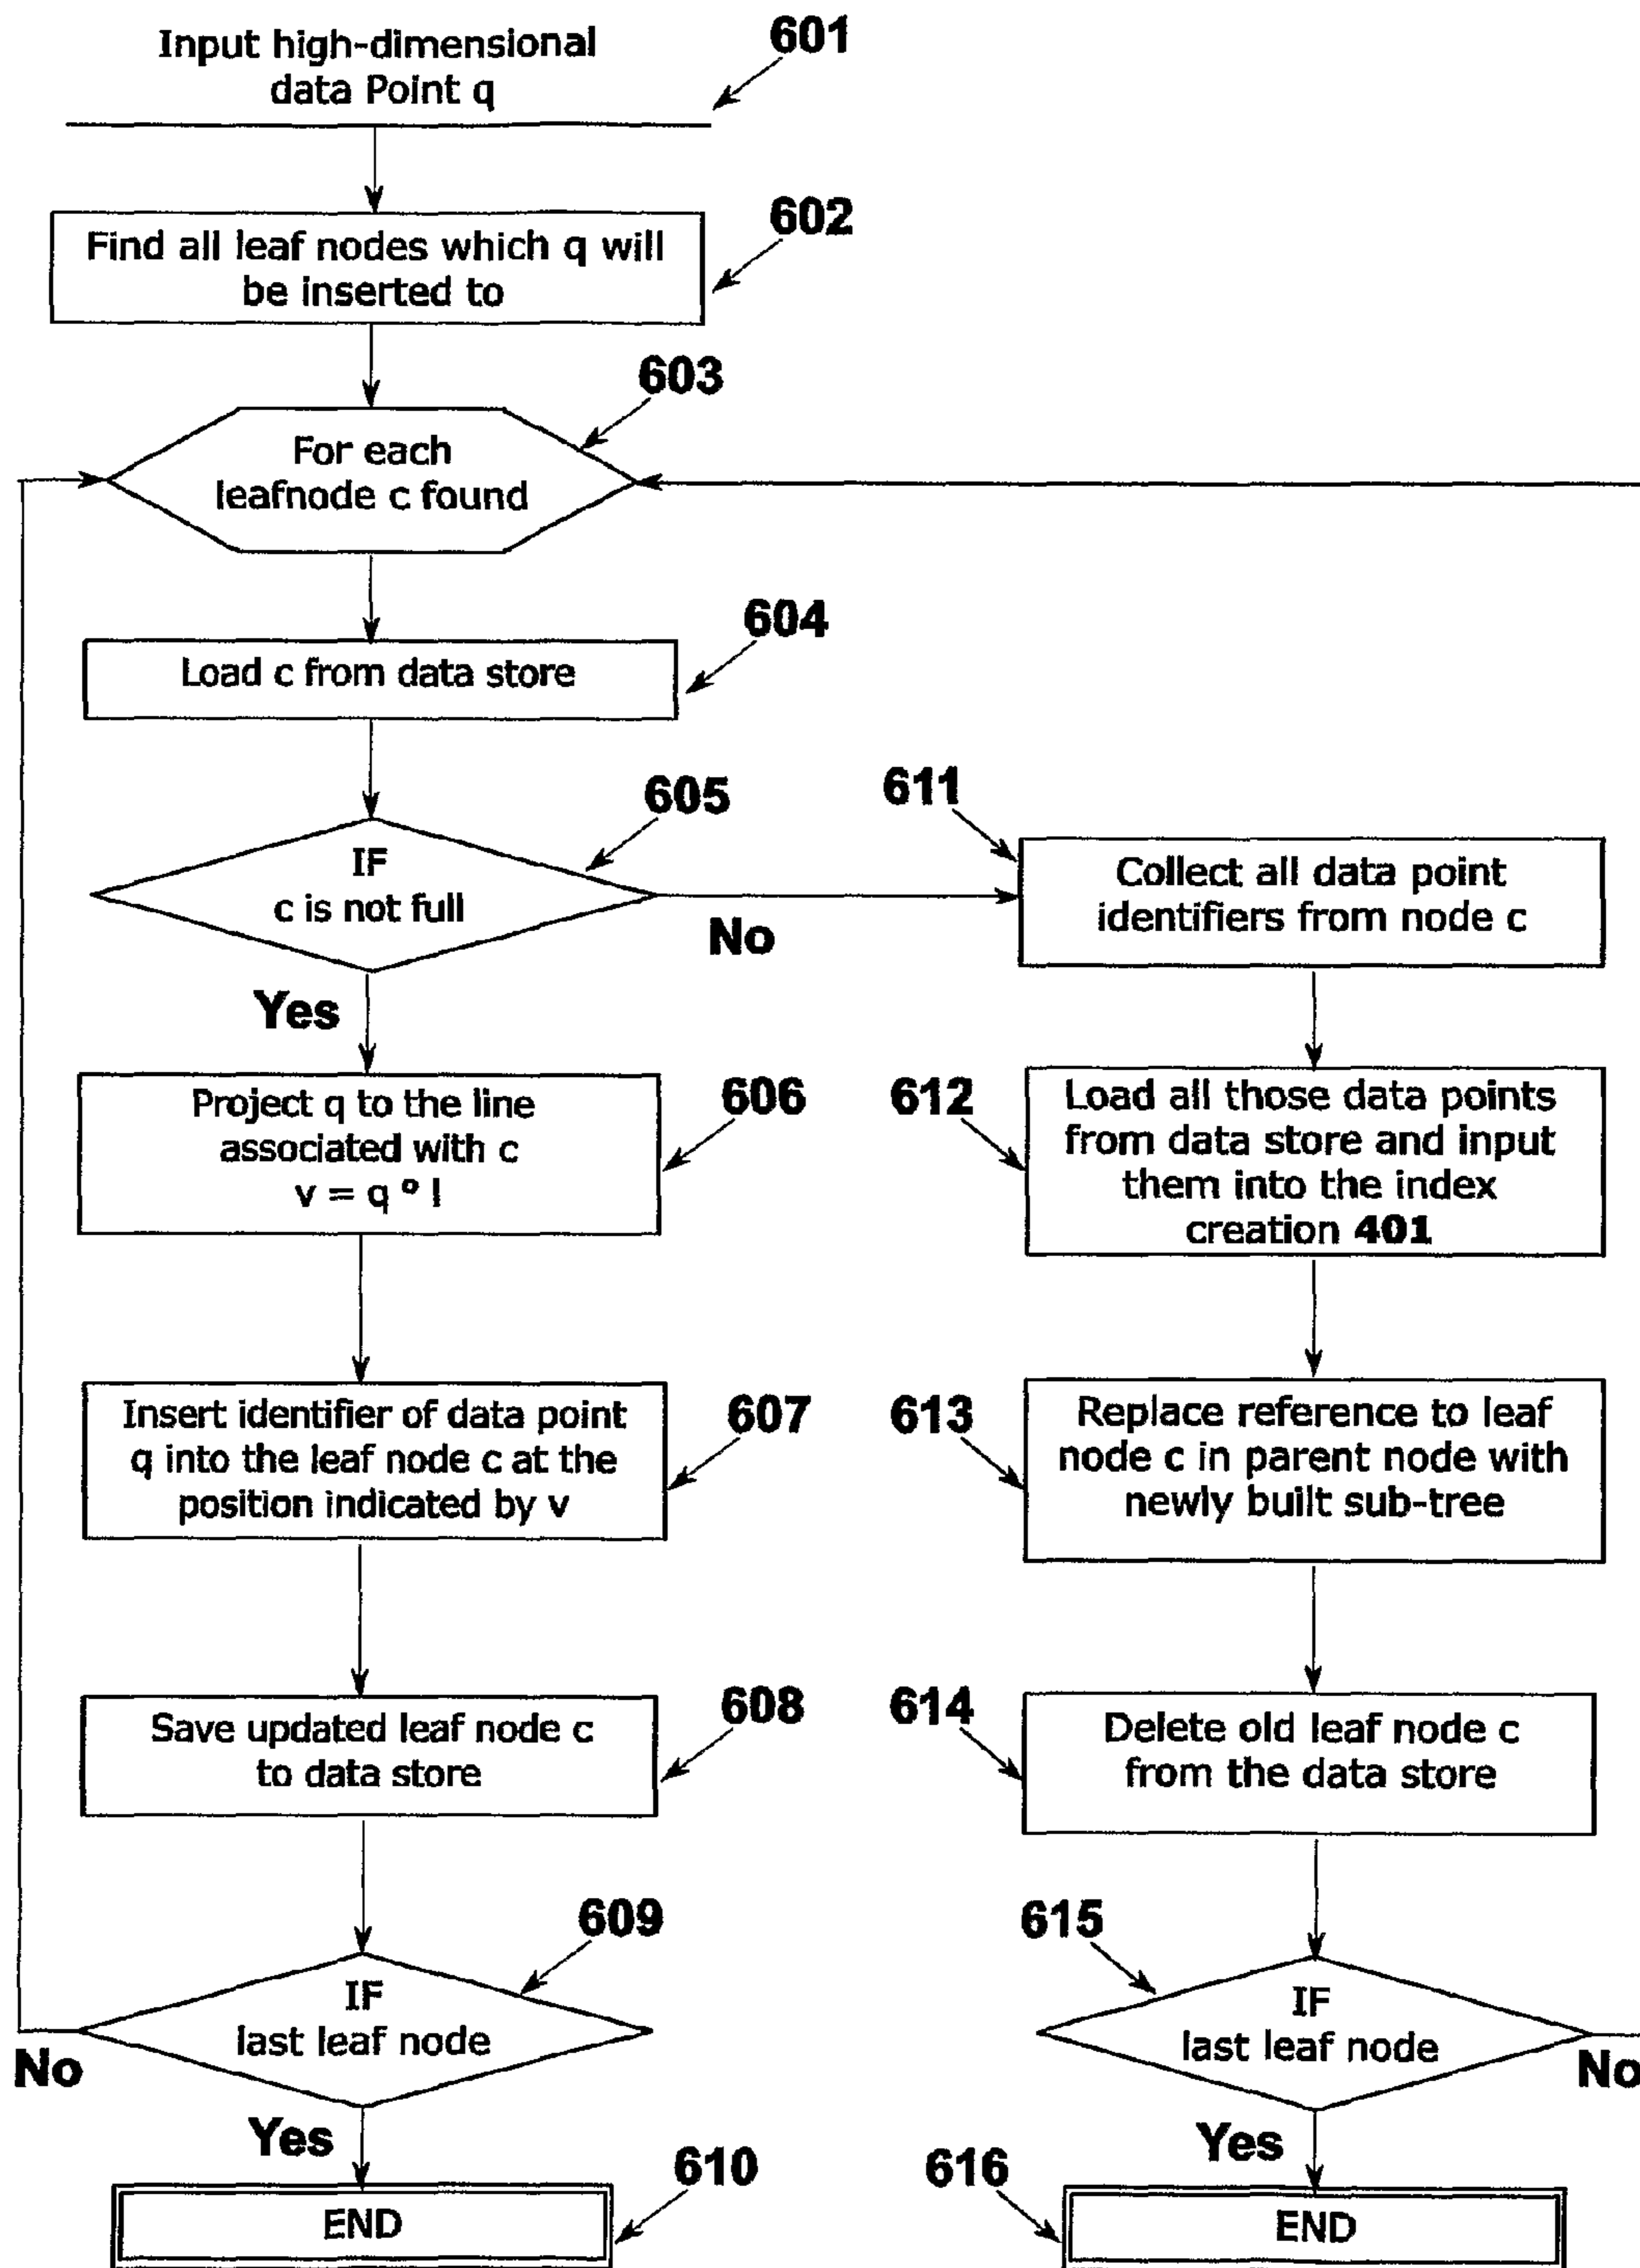 Input high-dimensional
data Point q
601
Find all leaf nodes which q will
be inserted to
602
For each
leafnode c found
603
Load c from data store
604
IF
c is not full
605
No
Yes
Project q to the line
associated with c
v = q ° l
606
Insert identifier of data point
q into the leaf node c at the
position indicated by v
607
Save updated leaf node c
to data store
608
IF
last leaf node
609
No
Yes
END
610
611
Collect all data point
identifiers from node c
612
Load all those data points
from data store and input
them into the index
creation 401
613
Replace reference to leaf
node c in parent node with
newly built sub-tree
614
Delete old leaf node c
from the data store
615
IF
last leaf node
No
Yes
616
END